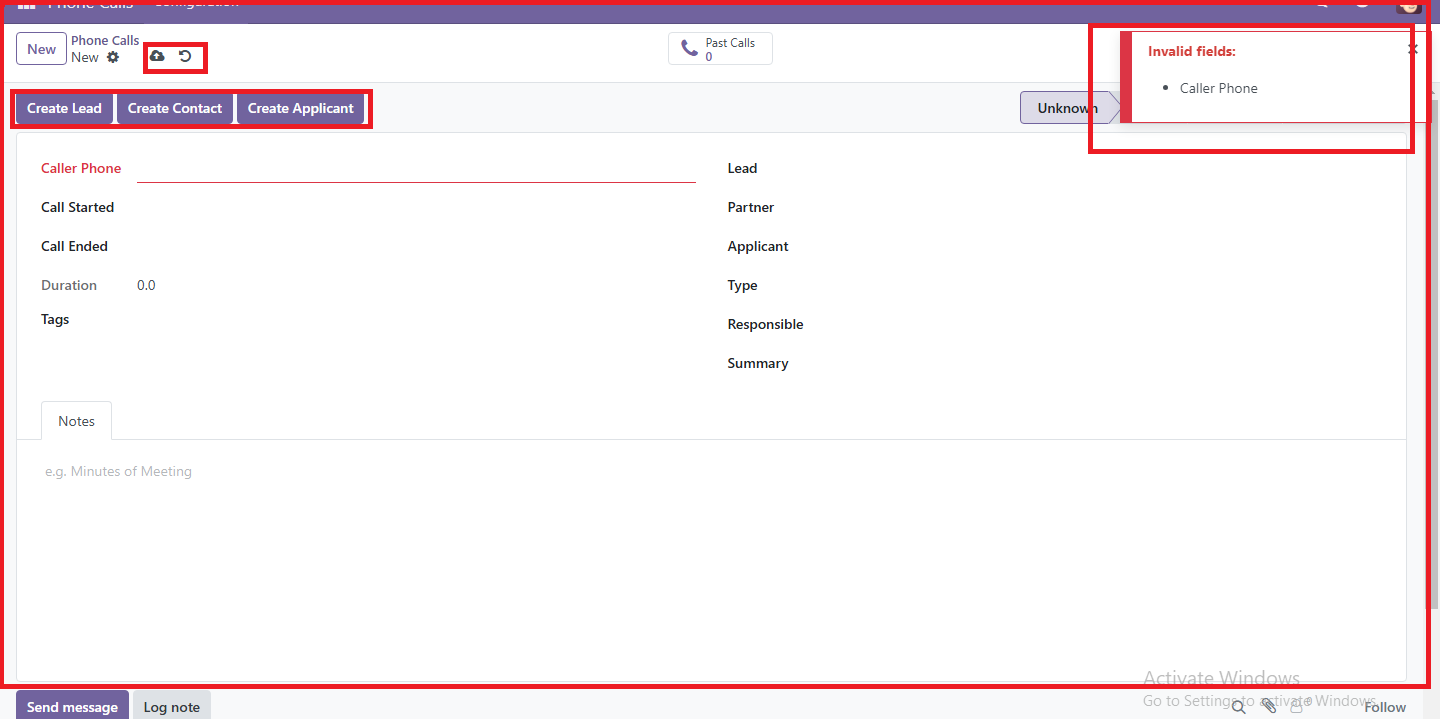 Phone Calls Configuration
New
Phone Calls
New
Past Calls
0
Invalid fields:
Caller Phone
Create Lead
Create Contact
Create Applicant
Unknown
Caller Phone
Call Started
Call Ended
Duration 0.0
Tags
Lead
Partner
Applicant
Type
Responsible
Summary
Notes
e.g. Minutes of Meeting
Activate Windows
Go to Settings to activate Windows.
Send message
Log note
0
Follow